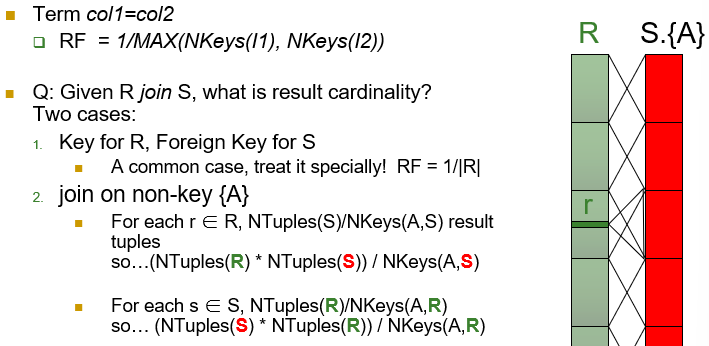 Term col1=col2
RF = 1/MAX(NKeys(I1), NKeys(I2))
Q: Given R join S, what is result cardinality?
Two cases:
1. Key for R, Foreign Key for S
A common case, treat it specially! RF = 1/|R|
2. join on non-key {A}
For each r ∈ R, NTuples(S)/NKeys(A,S) result
tuples
so…(NTuples(R) * NTuples(S)) / NKeys(A,S)
For each s ∈ S, NTuples(R)/NKeys(A,R)
so… (NTuples(S) * NTuples(R)) / NKeys(A,R)
R S.{A}
r